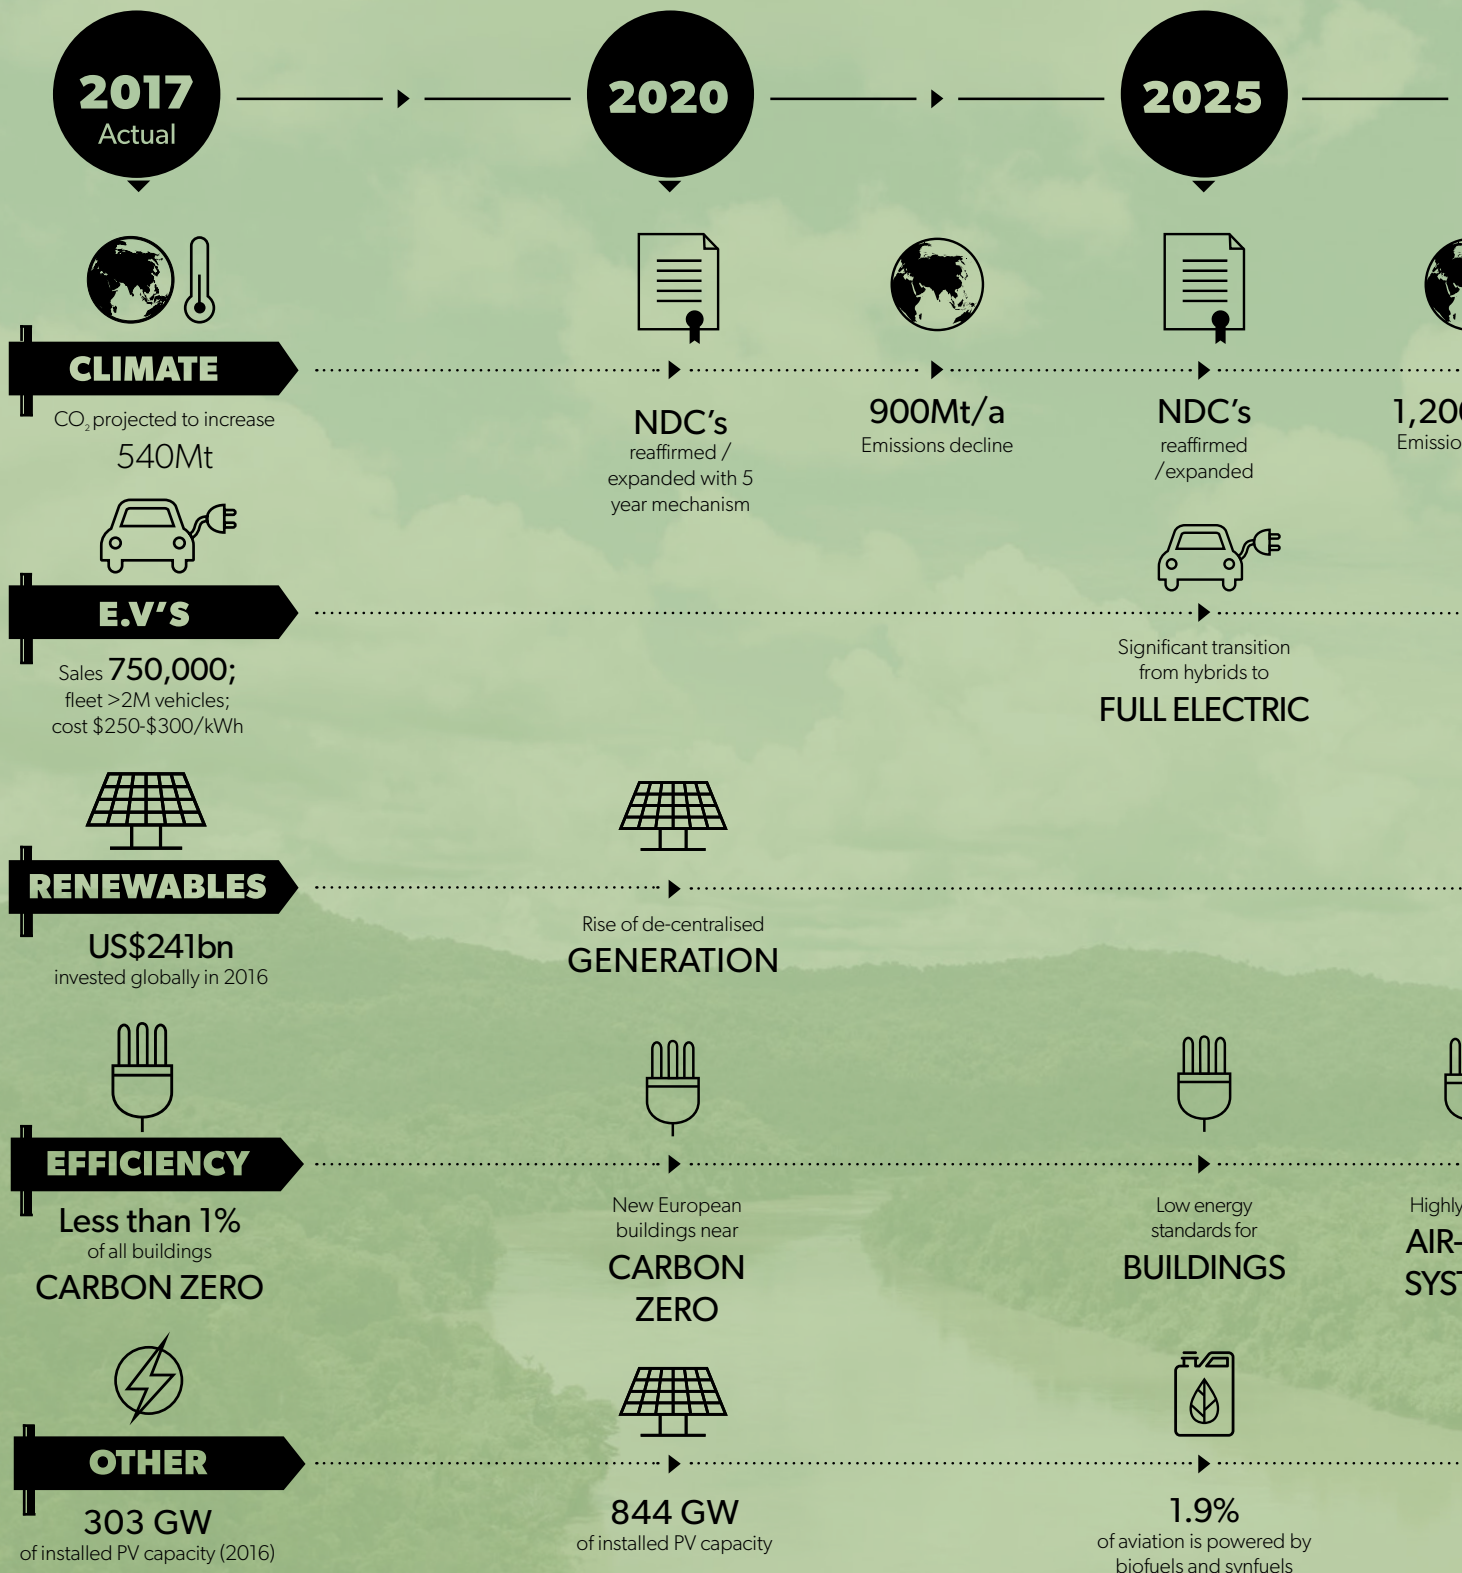 2017
Actual
2020
2025
CLIMATE
CO₂ projected to increase
540Mt
NDC's
reaffirmed /
expanded with 5
year mechanism
900Mt/a
Emissions decline
NDC's
reaffirmed
/expanded
E.V'S
Sales 750,000;
fleet >2M vehicles;
cost $250-$300/kWh
Significant transition
from hybrids to
FULL ELECTRIC
RENEWABLES
US$241bn
invested globally in 2016
Rise of de-centralised
GENERATION
EFFICIENCY
Less than 1%
of all buildings
CARBON ZERO
New European
buildings near
CARBON
ZERO
Low energy
standards for
BUILDINGS
Highly
AIR-
OTHER
303 GW
of installed PV capacity (2016)
844 GW
of installed PV capacity
1.9%
of aviation is powered by
biofuels and synfuels